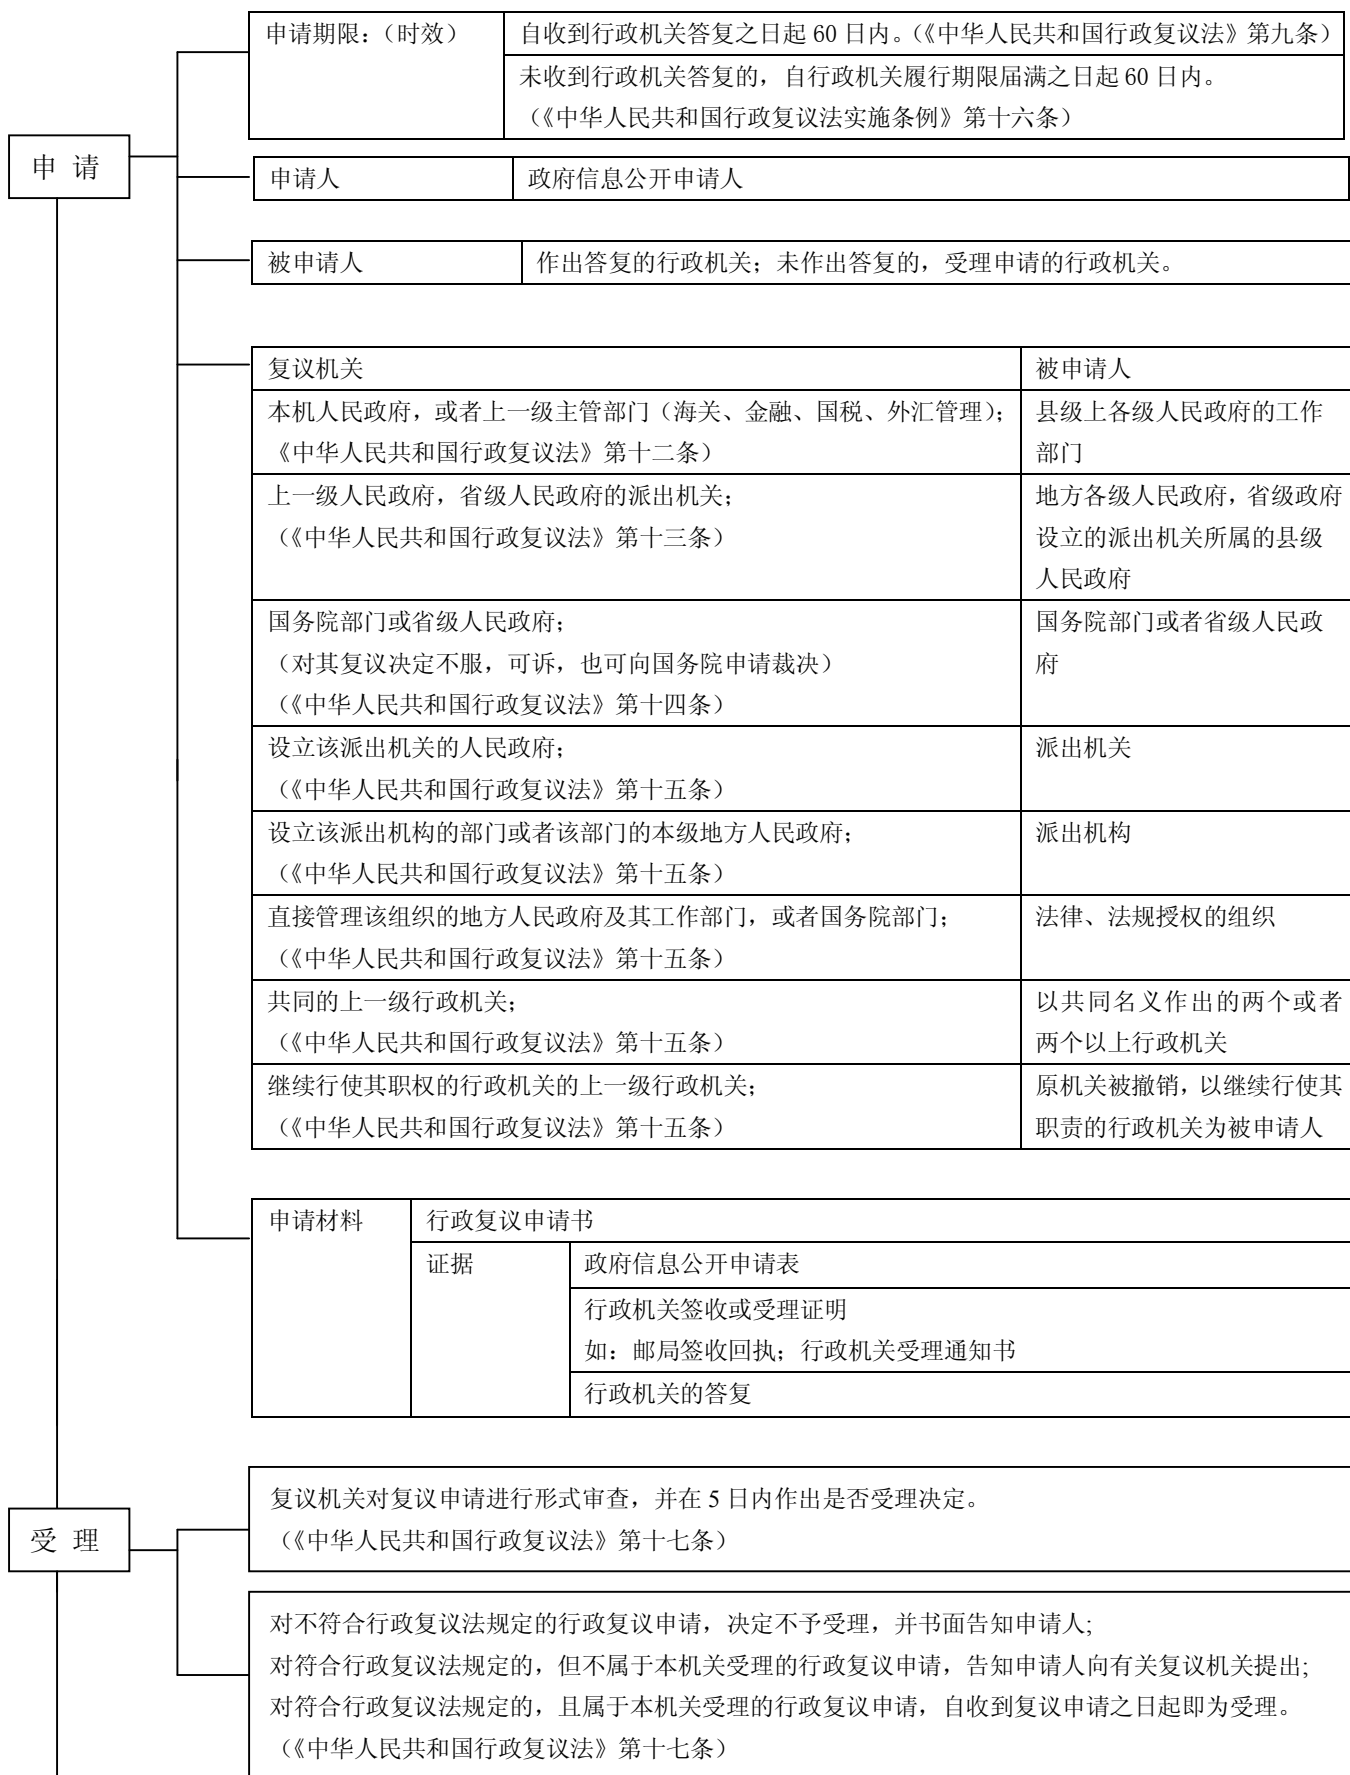 申请期限：（时效）
自收到行政机关答复之日起 60 日内。（《中华人民共和国行政复议法》第九条）
未收到行政机关答复的，自行政机关履行期限届满之日起 60 日内。
（《中华人民共和国行政复议法实施条例》第十六条）
申 请
申请人
政府信息公开申请人
被申请人
作出答复的行政机关；未作出答复的，受理申请的行政机关。
复议机关
被申请人
本机人民政府，或者上一级主管部门（海关、金融、国税、外汇管理）；
《中华人民共和国行政复议法》第十二条）
县级上各级人民政府的工作
部门
上一级人民政府，省级人民政府的派出机关；
（《中华人民共和国行政复议法》第十三条）
地方各级人民政府，省级政府
设立的派出机关所属的县级
人民政府
国务院部门或省级人民政府；
（对其复议决定不服，可诉，也可向国务院申请裁决）
（《中华人民共和国行政复议法》第十四条）
国务院部门或者省级人民政
府
设立该派出机关的人民政府；
（《中华人民共和国行政复议法》第十五条）
派出机关
设立该派出机构的部门或者该部门的本级地方人民政府；
（《中华人民共和国行政复议法》第十五条）
派出机构
直接管理该组织的地方人民政府及其工作部门，或者国务院部门；
（《中华人民共和国行政复议法》第十五条）
法律、法规授权的组织
共同的上一级行政机关；
（《中华人民共和国行政复议法》第十五条）
以共同名义作出的两个或者
两个以上行政机关
继续行使其职权的行政机关的上一级行政机关；
（《中华人民共和国行政复议法》第十五条）
原机关被撤销，以继续行使其
职责的行政机关为被申请人
申请材料
行政复议申请书
证据
政府信息公开申请表
行政机关签收或受理证明
如：邮局签收回执；行政机关受理通知书
行政机关的答复
受 理
复议机关对复议申请进行形式审查，并在 5 日内作出是否受理决定。
（《中华人民共和国行政复议法》第十七条）
对不符合行政复议法规定的行政复议申请，决定不予受理，并书面告知申请人;
对符合行政复议法规定的，但不属于本机关受理的行政复议申请，告知申请人向有关复议机关提出;
对符合行政复议法规定的，且属于本机关受理的行政复议申请，自收到复议申请之日起即为受理。
（《中华人民共和国行政复议法》第十七条）